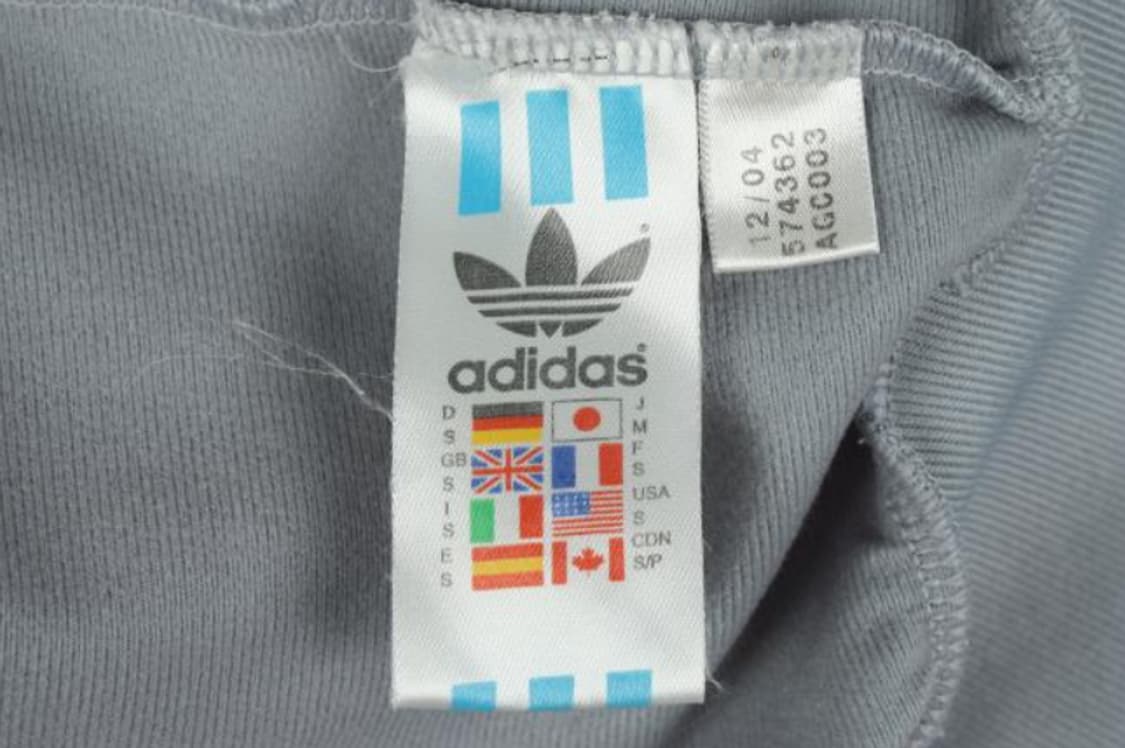 adidas
D
S
GB
S
I
S
E
S
J
M
F
S
USA
S
CDN
S/P
12/04
574362
AGC003